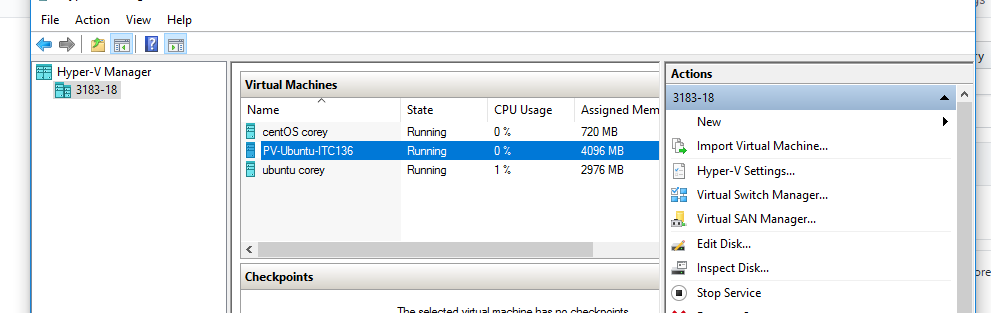 File Action View Help
Hyper-V Manager
3183-18
Virtual Machines
Name State CPU Usage Assigned Mem
centOS corey Running 0 % 720 MB
PV-Ubuntu-ITC136 Running 0 % 4096 MB
ubuntu corey Running 1 % 2976 MB
Checkpoints
The selected virtual machine has no checkpoints
Actions
3183-18
New
Import Virtual Machine...
Hyper-V Settings...
Virtual Switch Manager...
Virtual SAN Manager...
Edit Disk...
Inspect Disk...
Stop Service